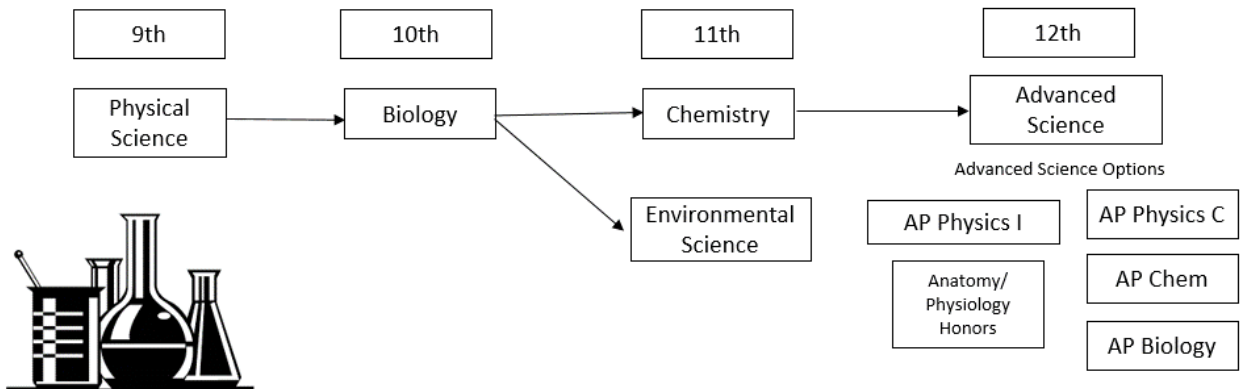 9th
10th
11th
12th
Physical
Science
Biology
Chemistry
Advanced
Science
Advanced Science Options
Environmental
Science
AP Physics I
AP Physics C
Anatomy/
Physiology
Honors
AP Chem
AP Biology